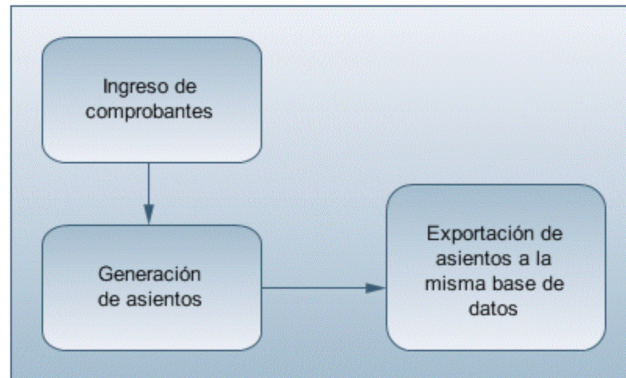 Ingreso de
comprobantes
Generación
de asientos
Exportación de
asientos a la
misma base de
datos